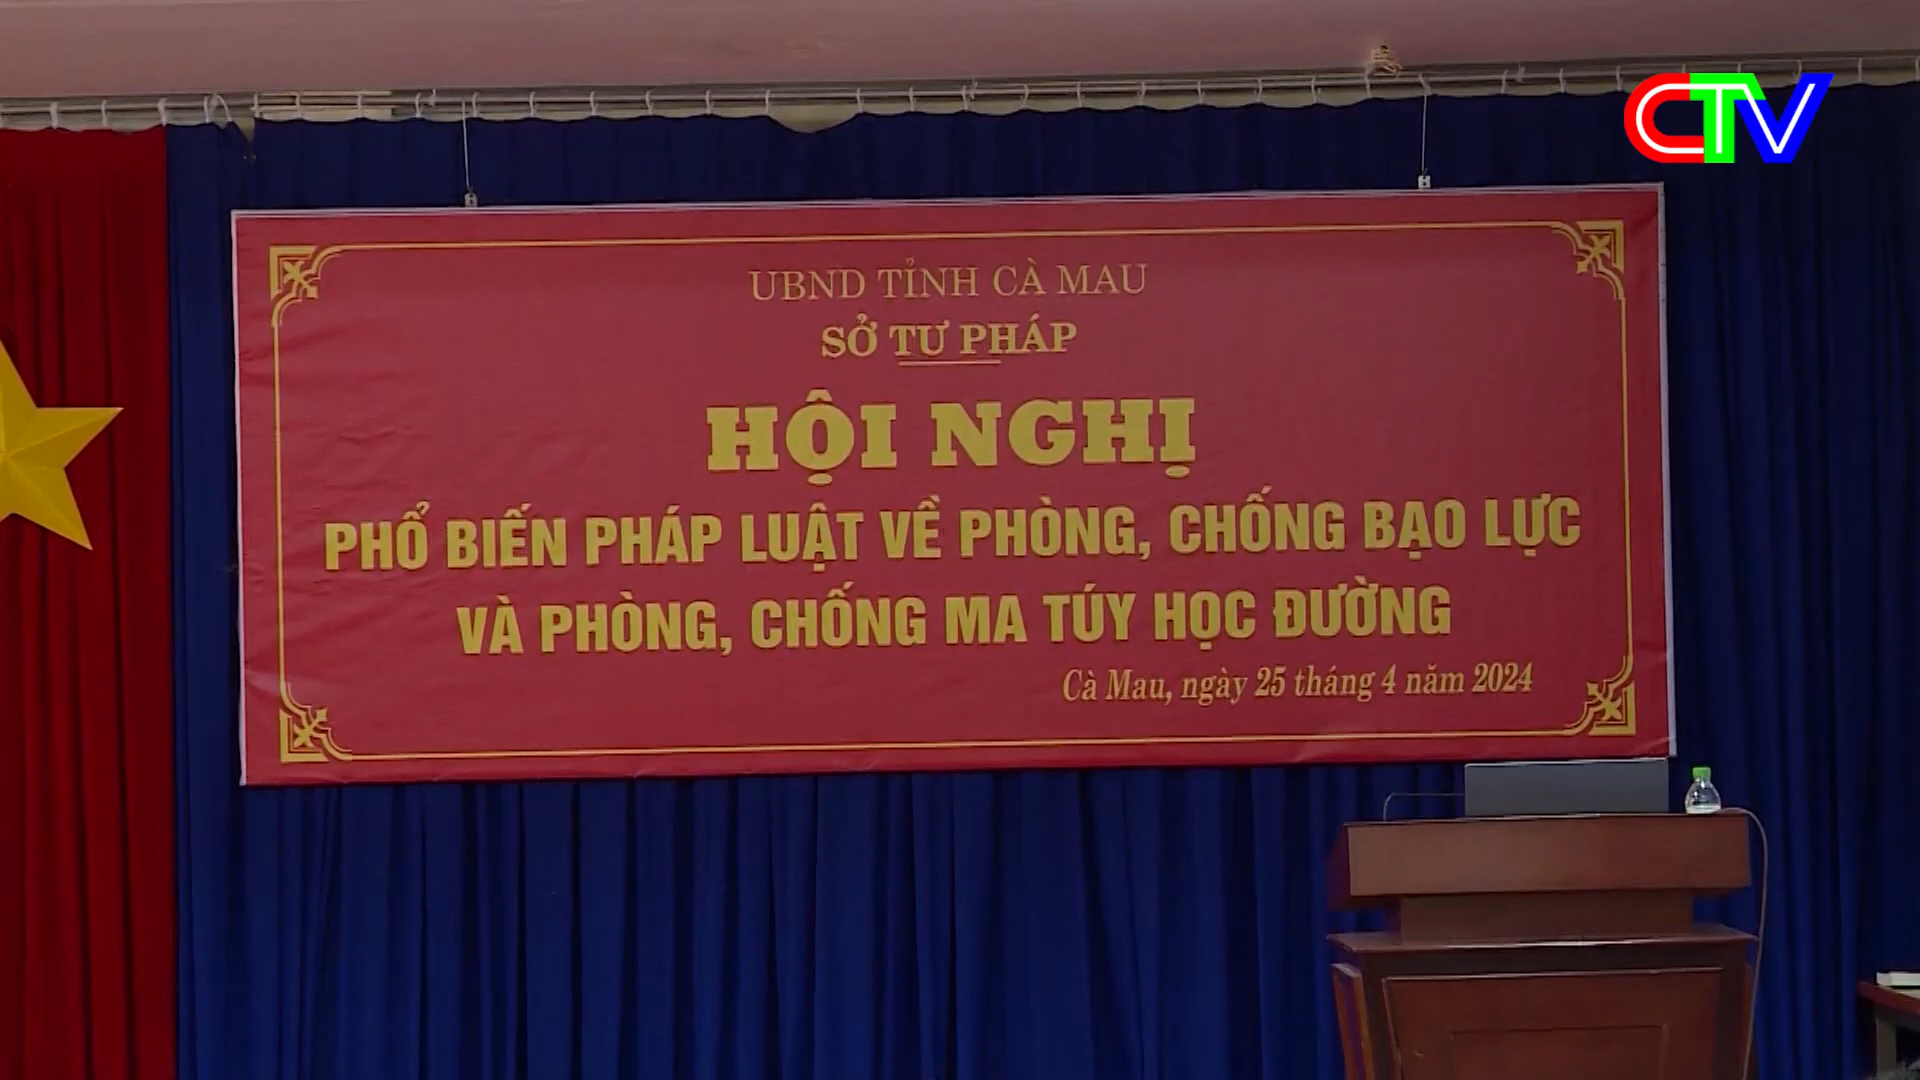 CTV
UBND TỈNH CÀ MAU
SỞ TƯ PHÁP
HỘI NGHỊ
PHỔ BIẾN PHÁP LUẬT VỀ PHÒNG, CHỐNG BẠO LỰC
VÀ PHÒNG, CHỐNG MA TÚY HỌC ĐƯỜNG
Cà Mau, ngày 25 tháng 4 năm 2024